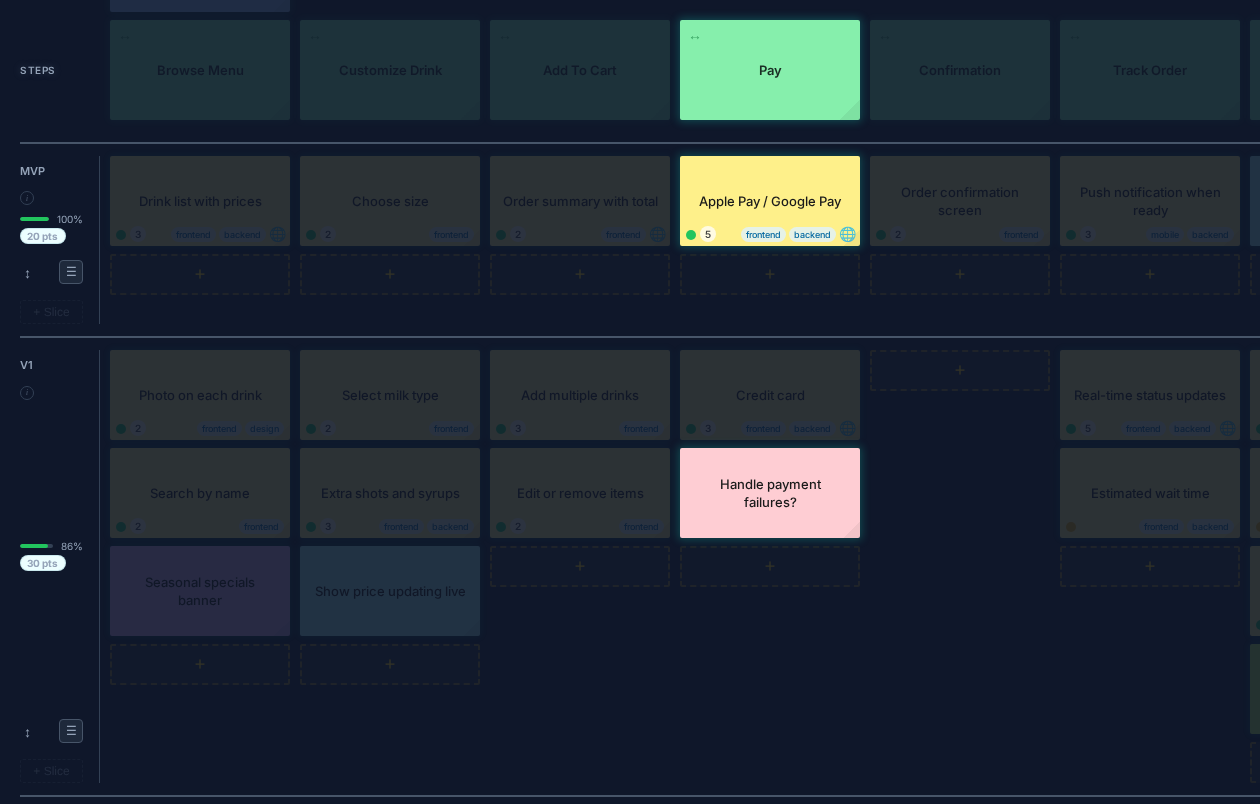 STEPS
Browse Menu
Customize Drink
Add To Cart
Pay
Confirmation
Track Order
MVP
100%
20 pts
+ Slice
Drink list with prices
3 frontend backend
Choose size
2 frontend
Order summary with total
2 frontend
Apple Pay / Google Pay
5 frontend backend
Order confirmation
screen
2 frontend
Push notification when
ready
3 mobile backend
+
+
+
+
+
+
V1
86%
30 pts
+ Slice
Photo on each drink
2 frontend design
Select milk type
2 frontend
Add multiple drinks
3 frontend
Credit card
3 frontend backend
+
Real-time status updates
5 frontend backend
Search by name
2 frontend
Extra shots and syrups
3 frontend backend
Edit or remove items
2 frontend
Handle payment
failures?
Estimated wait time
frontend backend
Seasonal specials
banner
Show price updating live
+
+
+
+
+